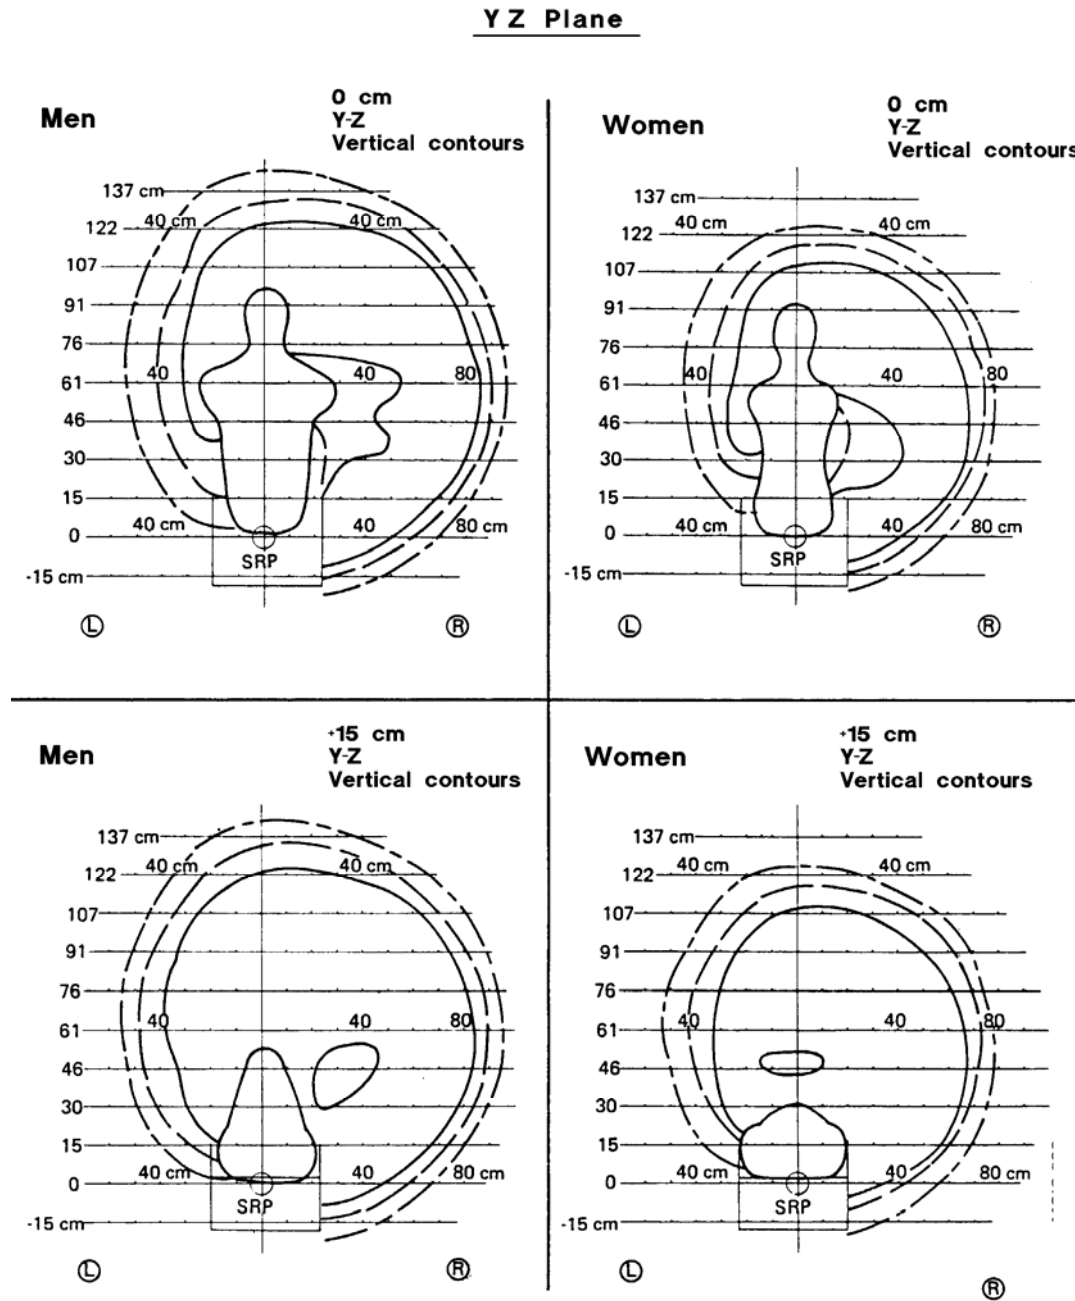 YZ Plane
Men
0 cm
Y-Z
Vertical contours
137 cm
122 40 cm 40 cm
107
91
76
61 40 40 80
46
30
15
0 40 cm 40 80 cm
SRP
-15 cm
L R
Women
0 cm
Y-Z
Vertical contours
137 cm
122 40 cm 40 cm
107
91
76
61 40 40 80
46
30
15
0 40 cm 40 80 cm
SRP
-15 cm
L R
Men
+15 cm
Y-Z
Vertical contours
137 cm
122 40 cm 40 cm
107
91
76
61 40 40 80
46
30
15
0 40 cm 40 80 cm
SRP
-15 cm
L R
Women
+15 cm
Y-Z
Vertical contours
137 cm
122 40 cm 40 cm
107
91
76
61 40 40 80
46
30
15
0 40 cm 40 80 cm
SRP
-15 cm
L R